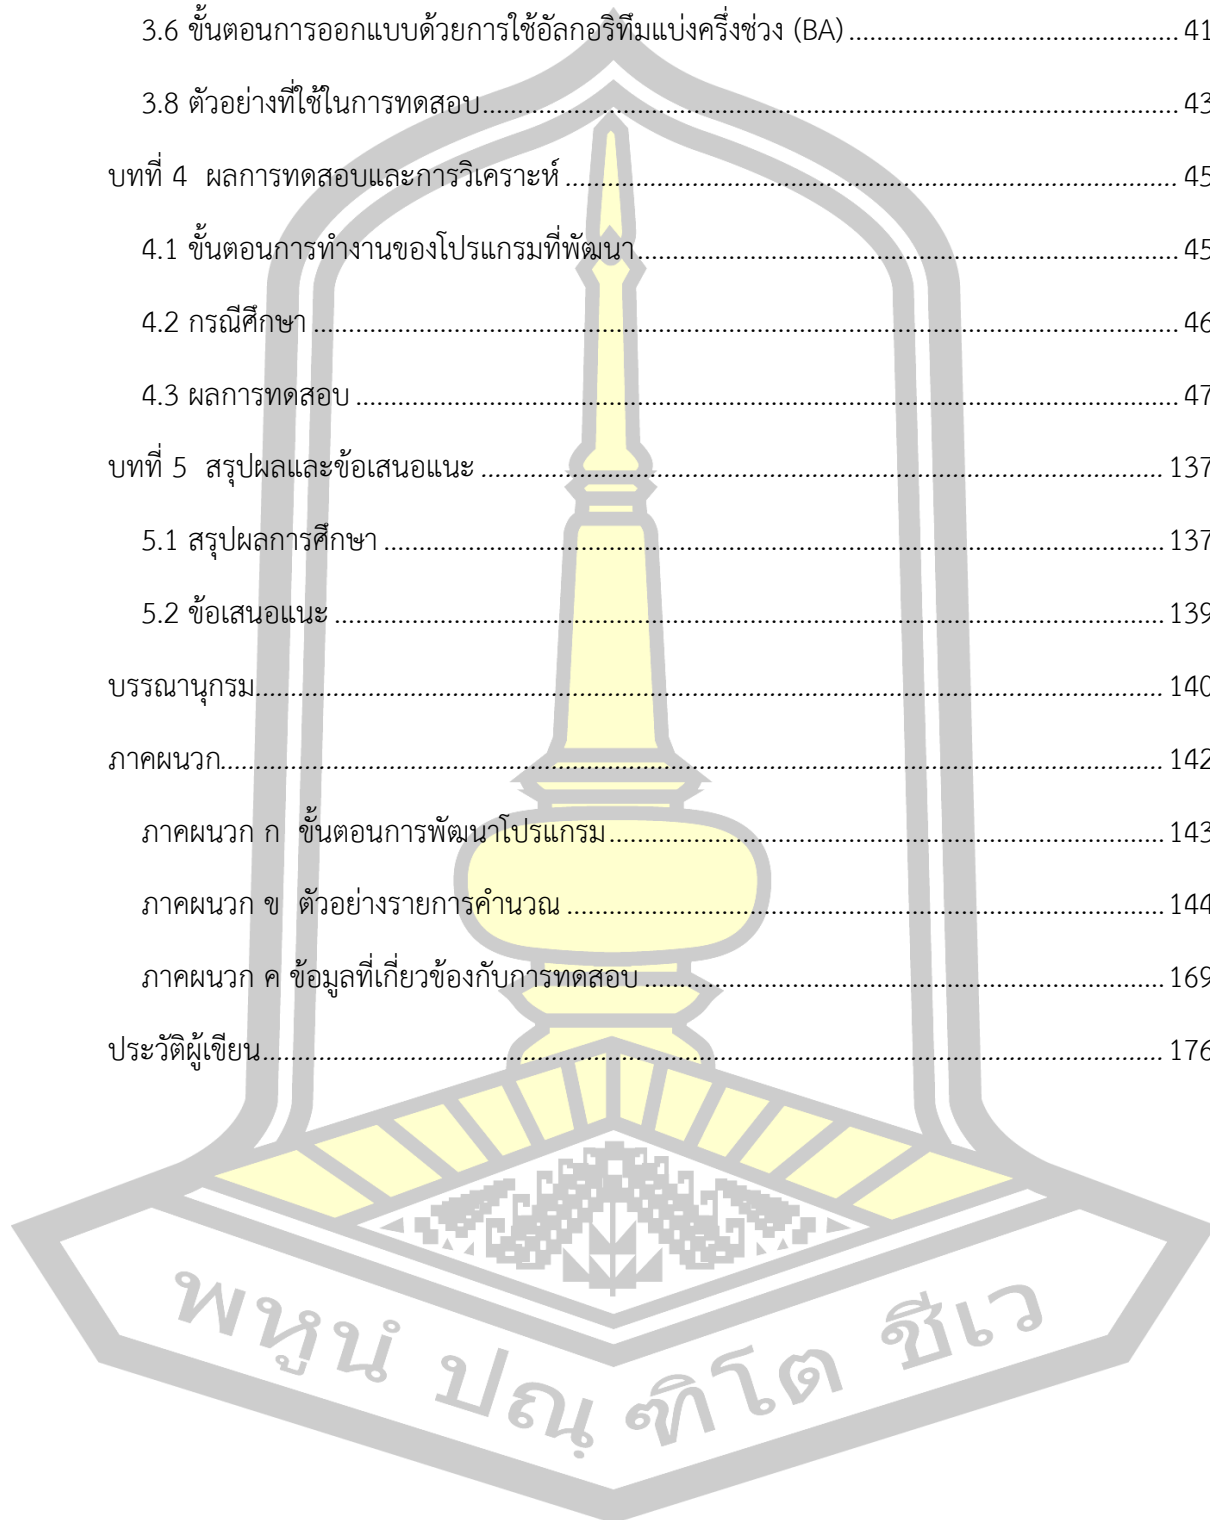 3.6 ขั้นตอนการออกแบบด้วยการใช้อัลกอริทึมแบ่งครึ่งช่วง (BA) ........................................ 41
3.8 ตัวอย่างที่ใช้ในการทดสอบ ........................................ 43
บทที่ 4 ผลการทดสอบและการวิเคราะห์ ........................................ 45
4.1 ขั้นตอนการทำงานของโปรแกรมที่พัฒนา ........................................ 45
4.2 กรณีศึกษา ........................................ 46
4.3 ผลการทดสอบ ........................................ 47
บทที่ 5 สรุปผลและข้อเสนอแนะ ........................................ 137
5.1 สรุปผลการศึกษา ........................................ 137
5.2 ข้อเสนอแนะ ........................................ 139
บรรณานุกรม ........................................ 140
ภาคผนวก ........................................ 142
ภาคผนวก ก ขั้นตอนการพัฒนาโปรแกรม ........................................ 143
ภาคผนวก ข ตัวอย่างรายการคำนวณ ........................................ 144
ภาคผนวก ค ข้อมูลที่เกี่ยวข้องกับการทดสอบ ........................................ 169
ประวัติผู้เขียน ........................................ 176
พหูนํ ปณฺฑิโต ชีเว